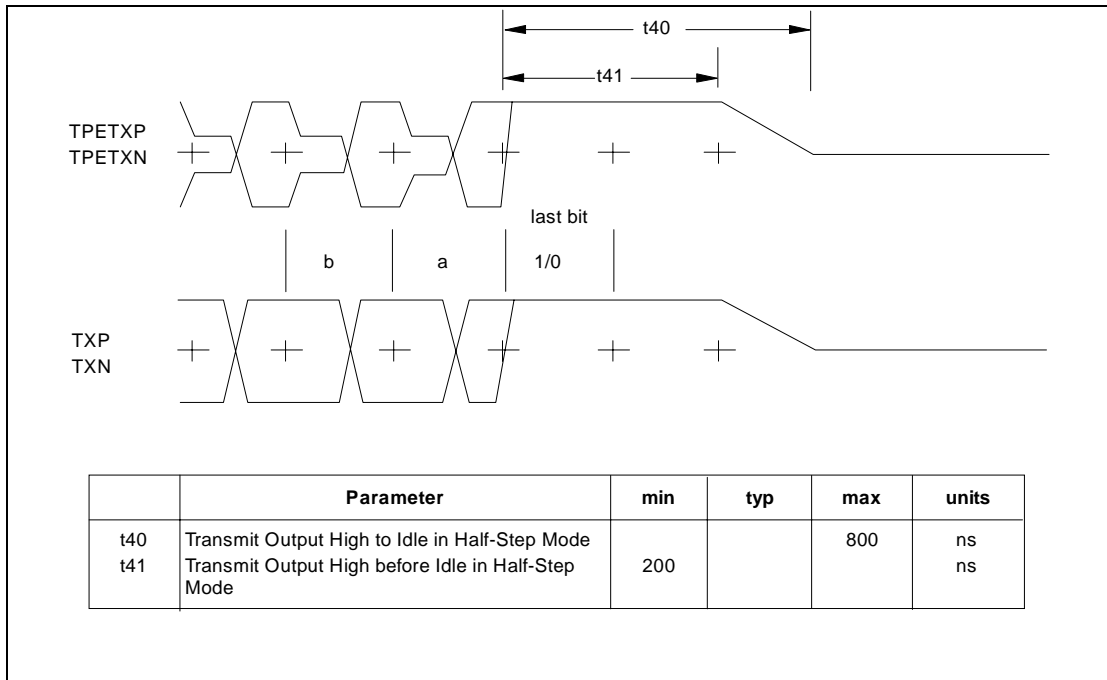 t40
t41
TPETXP
TPETXN
last bit
b a 1/0
TXP
TXN
Parameter min typ max units
t40 Transmit Output High to Idle in Half-Step Mode 800 ns
t41 Transmit Output High before Idle in Half-Step 200 ns
Mode